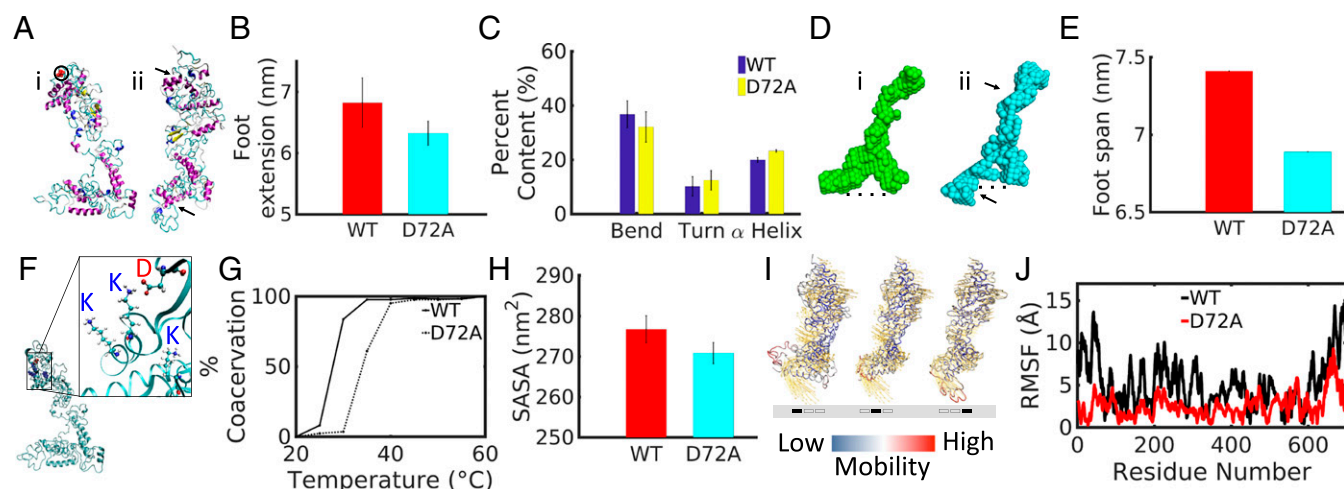 A
i
ii
B
Foot
extension (nm)
7
6
5
WT
D72A
C
Percent
Content (%)
60
40
20
0
WT
D72A
Bend
Turn
α Helix
D
i
ii
E
Foot span (nm)
7.5
7
6.5
WT
D72A
F
D
K
K
K
G
%
Coacervation
100
50
0
WT
D72A
20
40
60
Temperature (°C)
H
SASA (nm²)
290
280
270
260
250
WT
D72A
I
Low
High
Mobility
J
RMSF (Å)
15
10
5
0
WT
D72A
0
200
400
600
Residue Number